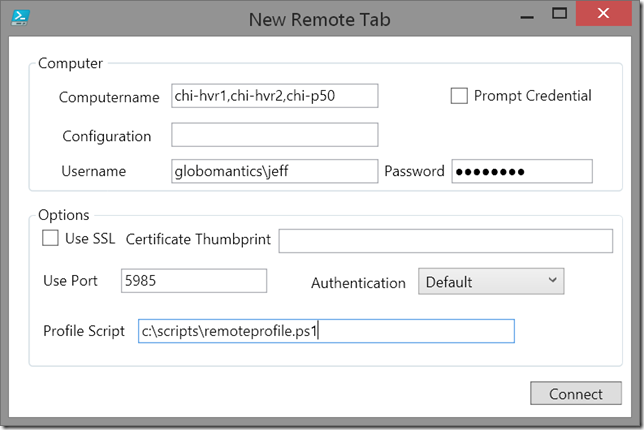 New Remote Tab
Computer
Computername chi-hvr1,chi-hvr2,chi-p50 Prompt Credential
Configuration
Username globomantics\jeff Password ●●●●●●●●
Options
Use SSL Certificate Thumbprint
Use Port 5985 Authentication Default
Profile Script c:\scripts\remoteprofile.ps1
Connect